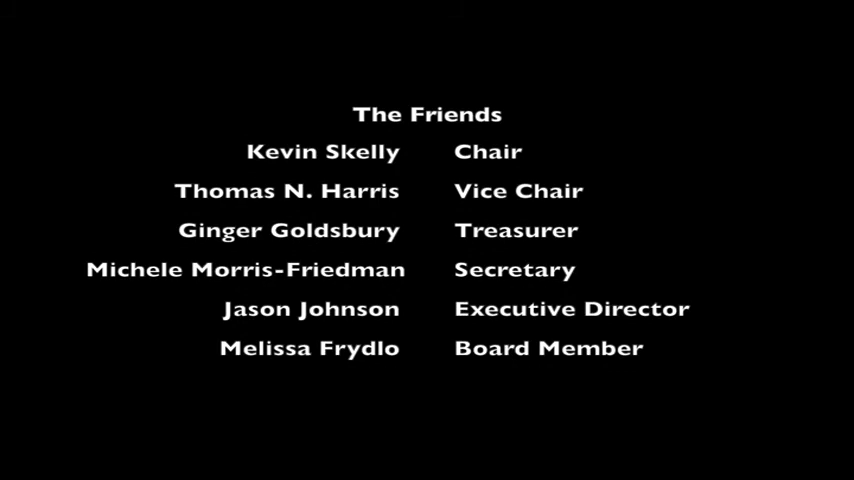 The Friends
Kevin Skelly Chair
Thomas N. Harris Vice Chair
Ginger Goldsbury Treasurer
Michele Morris-Friedman Secretary
Jason Johnson Executive Director
Melissa Frydlo Board Member